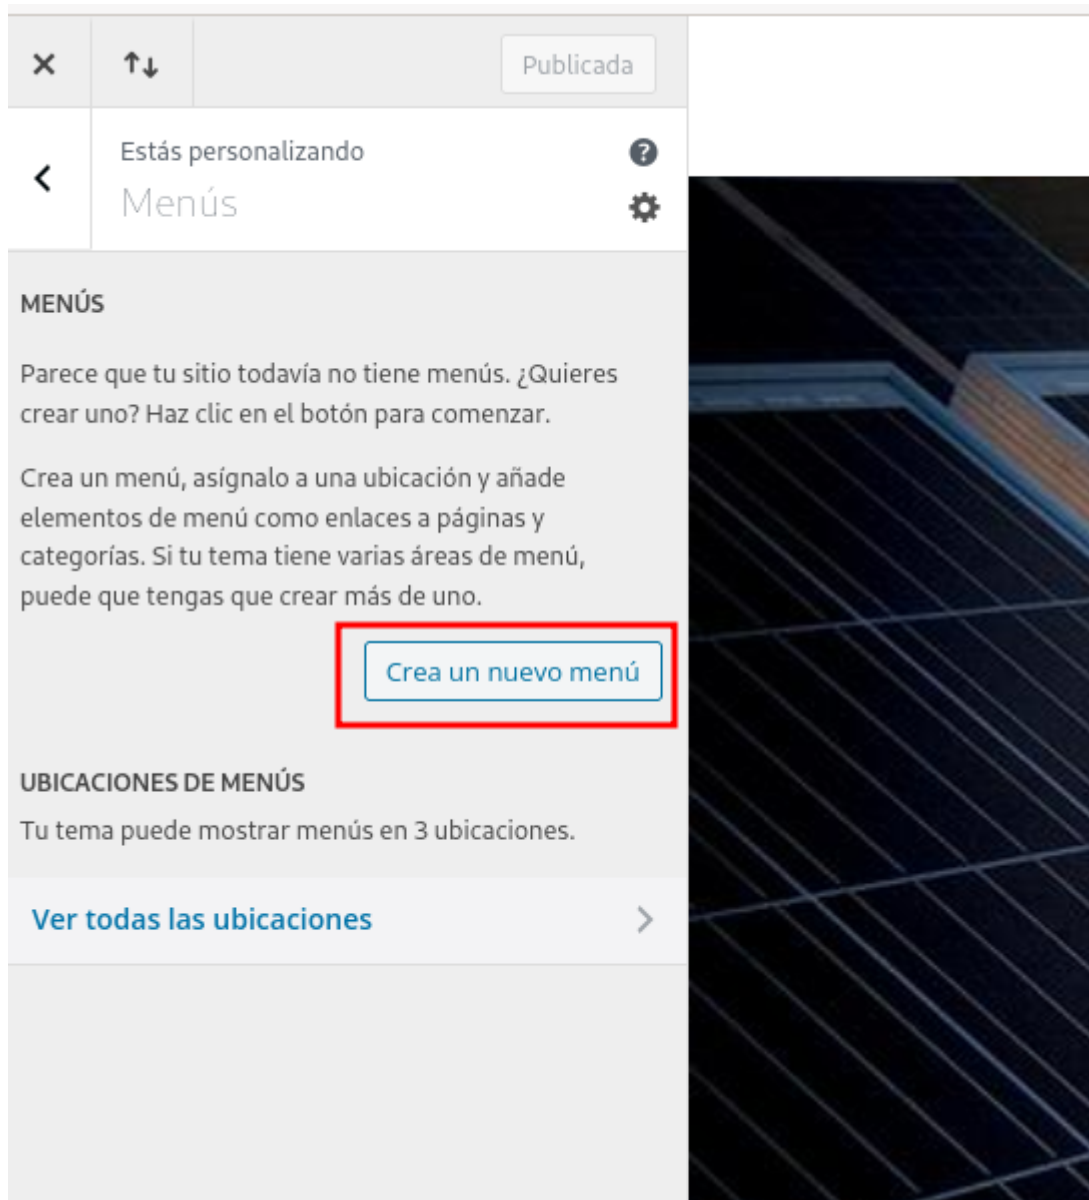 Publicada
Estás personalizando
Menús
MENÚS
Parece que tu sitio todavía no tiene menús. ¿Quieres
crear uno? Haz clic en el botón para comenzar.
Crea un menú, asígnalo a una ubicación y añade
elementos de menú como enlaces a páginas y
categorías. Si tu tema tiene varias áreas de menú,
puede que tengas que crear más de uno.
Crea un nuevo menú
UBICACIONES DE MENÚS
Tu tema puede mostrar menús en 3 ubicaciones.
Ver todas las ubicaciones